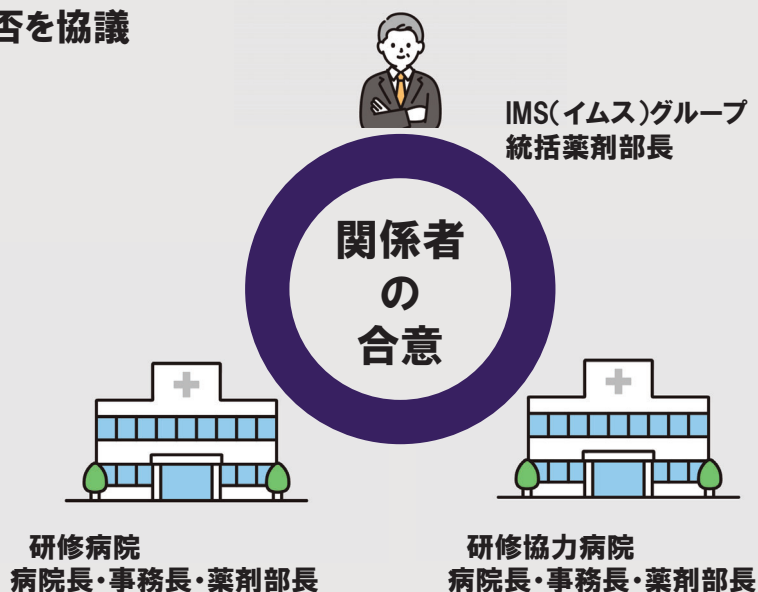 否を協議
IMS(イムス)グループ
統括薬剤部長
関係者
の
合意
研修病院
病院長・事務長・薬剤部長
研修協力病院
病院長・事務長・薬剤部長